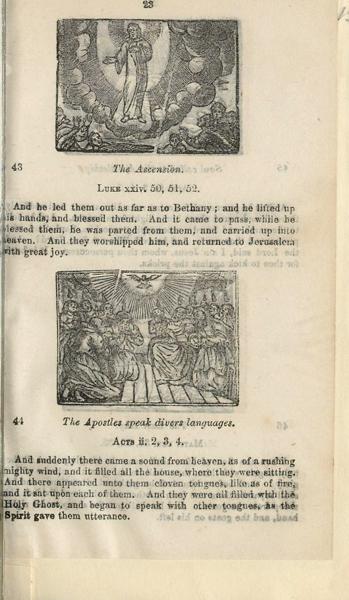 23
43
The Ascension.
LUKE xxiv. 50, 51, 52.
And he led them out as far as to Bethany; and he lifted up
his hands, and blessed them. And it came to pass, while he
blessed them, he was parted from them, and carried up into
heaven. And they worshipped him, and returned to Jerusalem
with great joy.
44
The Apostles speak divers languages.
ACTS ii. 2, 3, 4.
And suddenly there came a sound from heaven, as of a rushing
mighty wind, and it filled all the house, where they were sitting.
And there appeared unto them cloven tongues, like as of fire,
and it sat upon each of them. And they were all filled with the
Holy Ghost, and began to speak with other tongues, as the
Spirit gave them utterance.